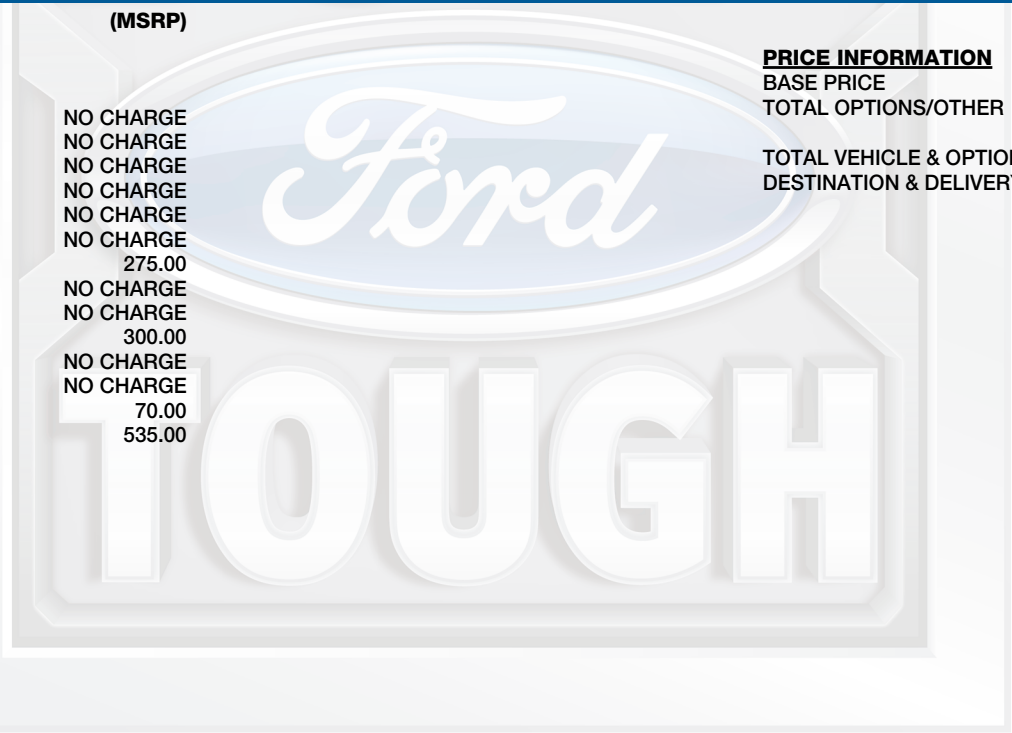 (MSRP)
NO CHARGE
NO CHARGE
NO CHARGE
NO CHARGE
NO CHARGE
NO CHARGE
275.00
NO CHARGE
NO CHARGE
300.00
NO CHARGE
NO CHARGE
70.00
535.00
PRICE INFORMATION
BASE PRICE
TOTAL OPTIONS/OTHER
TOTAL VEHICLE &
DESTINATION &
Ford
TOUGH